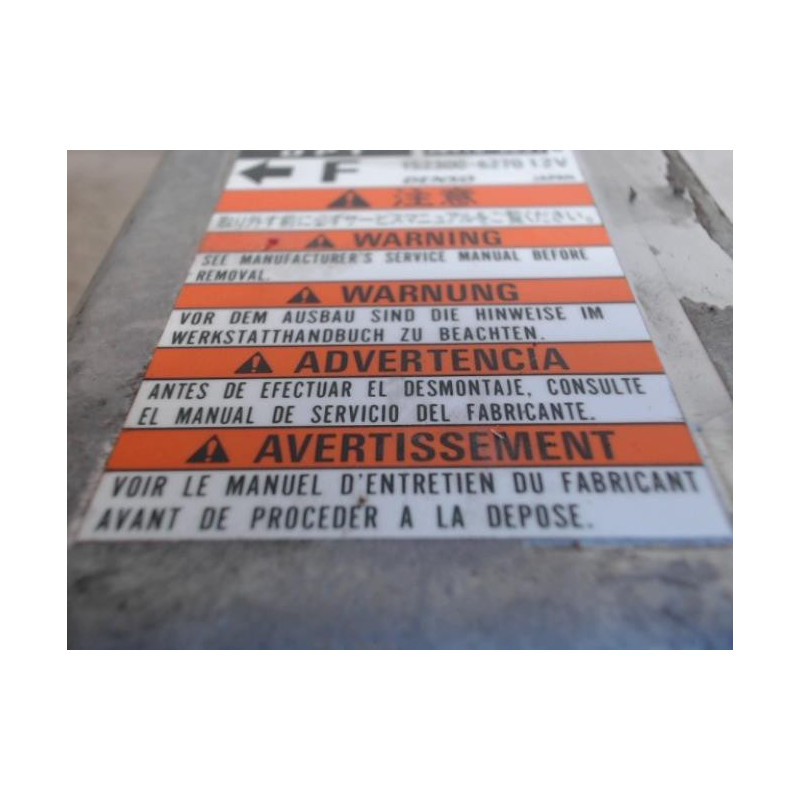 ← F 152300-6270 12V
DENSO JAPAN
注意
取り外す前に必ずサービスマニュアルをご覧ください。
WARNING
SEE MANUFACTURER'S SERVICE MANUAL BEFORE
REMOVAL.
WARNUNG
VOR DEM AUSBAU SIND DIE HINWEISE IM
WERKSTATTHANDBUCH ZU BEACHTEN.
ADVERTENCÍA
ANTES DE EFECTUAR EL DESMONTAJE, CONSULTE
EL MANUAL DE SERVICIO DEL FABRICANTE.
AVERTISSEMENT
VOIR LE MANUEL D'ENTRETIEN DU FABRICANT
AVANT DE PROCEDER A LA DEPOSE.